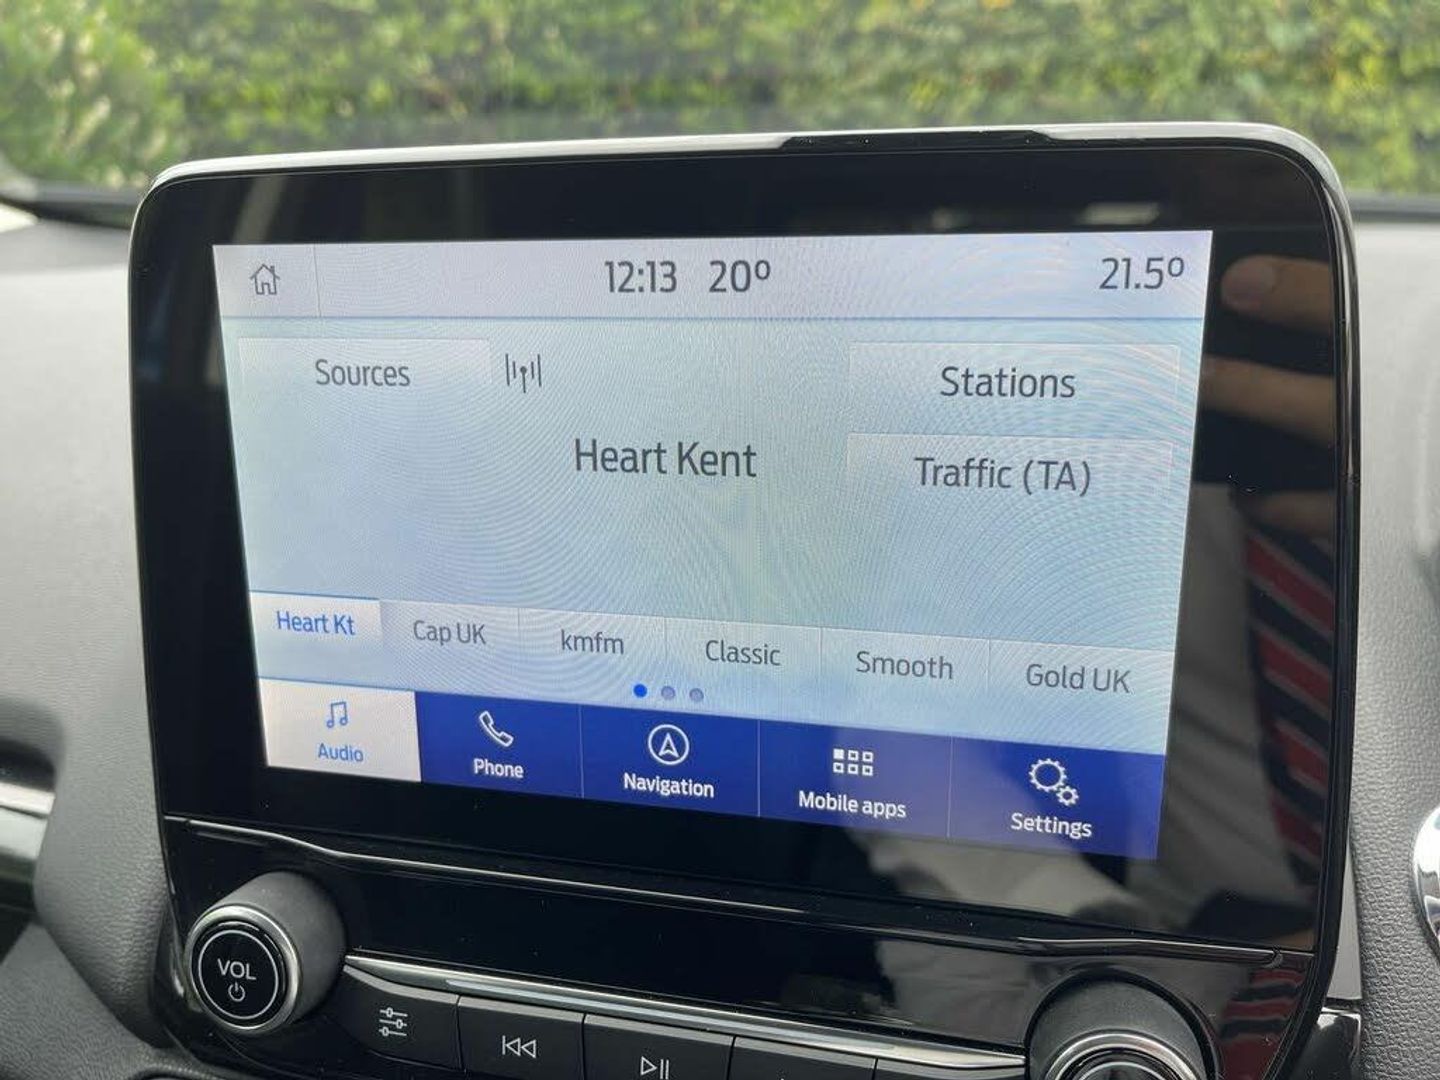 12:13 20º 21.5º
Sources
Stations
Heart Kent
Traffic (TA)
Heart Kt
Cap UK
kmfm
Classic
Smooth
Gold UK
Audio
Phone
Navigation
Mobile apps
Settings
VOL